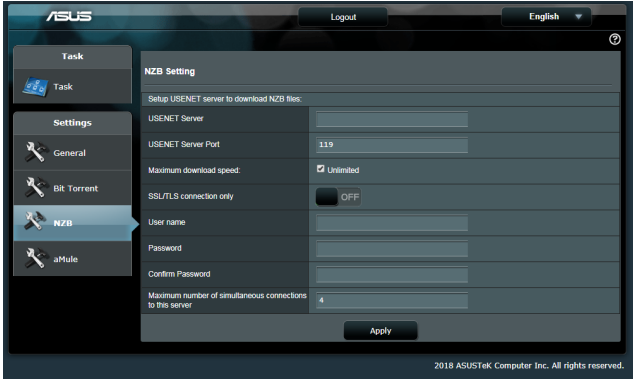 ASUS
Logout
English
Task
Task
Settings
General
Bit Torrent
NZB
aMule
NZB Setting
Setup USENET server to download NZB files:
USENET Server
USENET Server Port
119
Maximum download speed:
Unlimited
SSL/TLS connection only
OFF
User name
Password
Confirm Password
Maximum number of simultaneous connections
to this server
4
Apply
2018 ASUSTeK Computer Inc. All rights reserved.